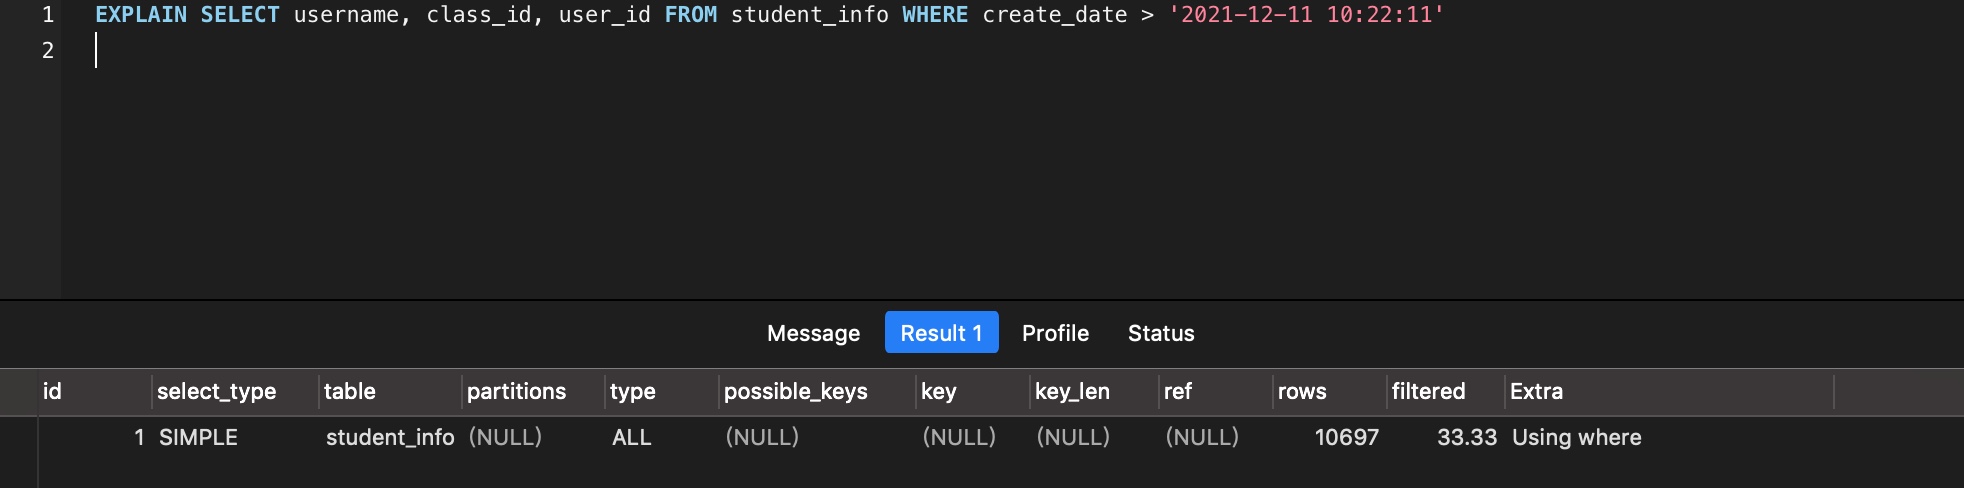 1 EXPLAIN SELECT username, class_id, user_id FROM student_info WHERE create_date > '2021-12-11 10:22:11'
2
Message Result 1 Profile Status
id select_type table partitions type possible_keys key key_len ref rows filtered Extra
1 SIMPLE student_info (NULL) ALL (NULL) (NULL) (NULL) (NULL) 10697 33.33 Using where